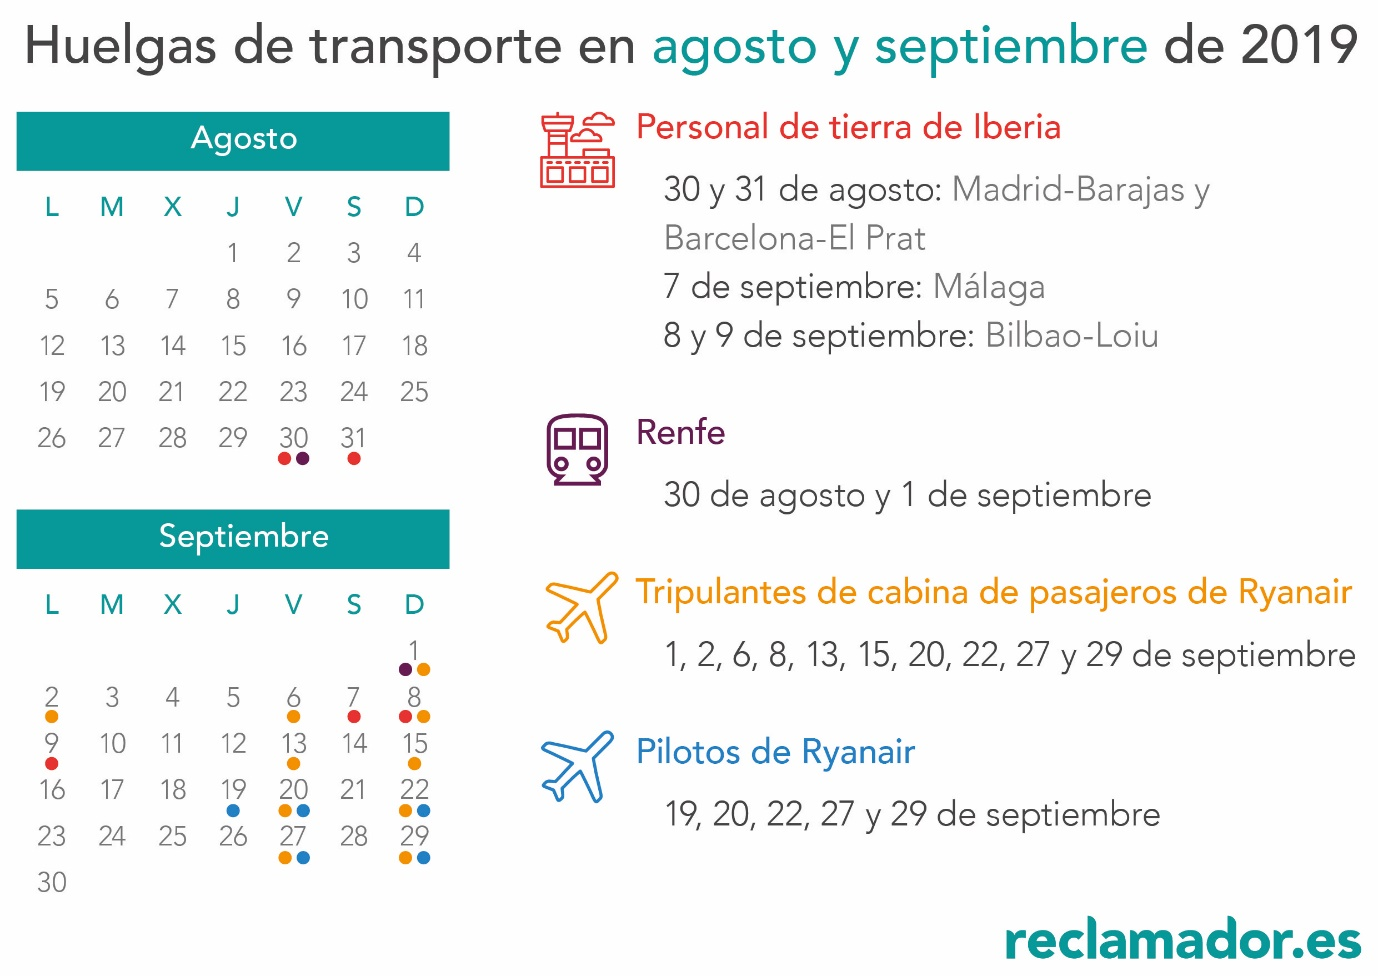 Huelgas de transporte en agosto y septiembre de 2019
Agosto
L M X J V S D
1 2 3 4
5 6 7 8 9 10 11
12 13 14 15 16 17 18
19 20 21 22 23 24 25
26 27 28 29 30 31
Septiembre
L M X J V S D
1
2 3 4 5 6 7 8
9 10 11 12 13 14 15
16 17 18 19 20 21 22
23 24 25 26 27 28 29
30
Personal de tierra de Iberia
30 y 31 de agosto: Madrid-Barajas y
Barcelona-El Prat
7 de septiembre: Málaga
8 y 9 de septiembre: Bilbao-Loiu
Renfe
30 de agosto y 1 de septiembre
Tripulantes de cabina de pasajeros de Ryanair
1, 2, 6, 8, 13, 15, 20, 22, 27 y 29 de septiembre
Pilotos de Ryanair
19, 20, 22, 27 y 29 de septiembre
reclamador.es